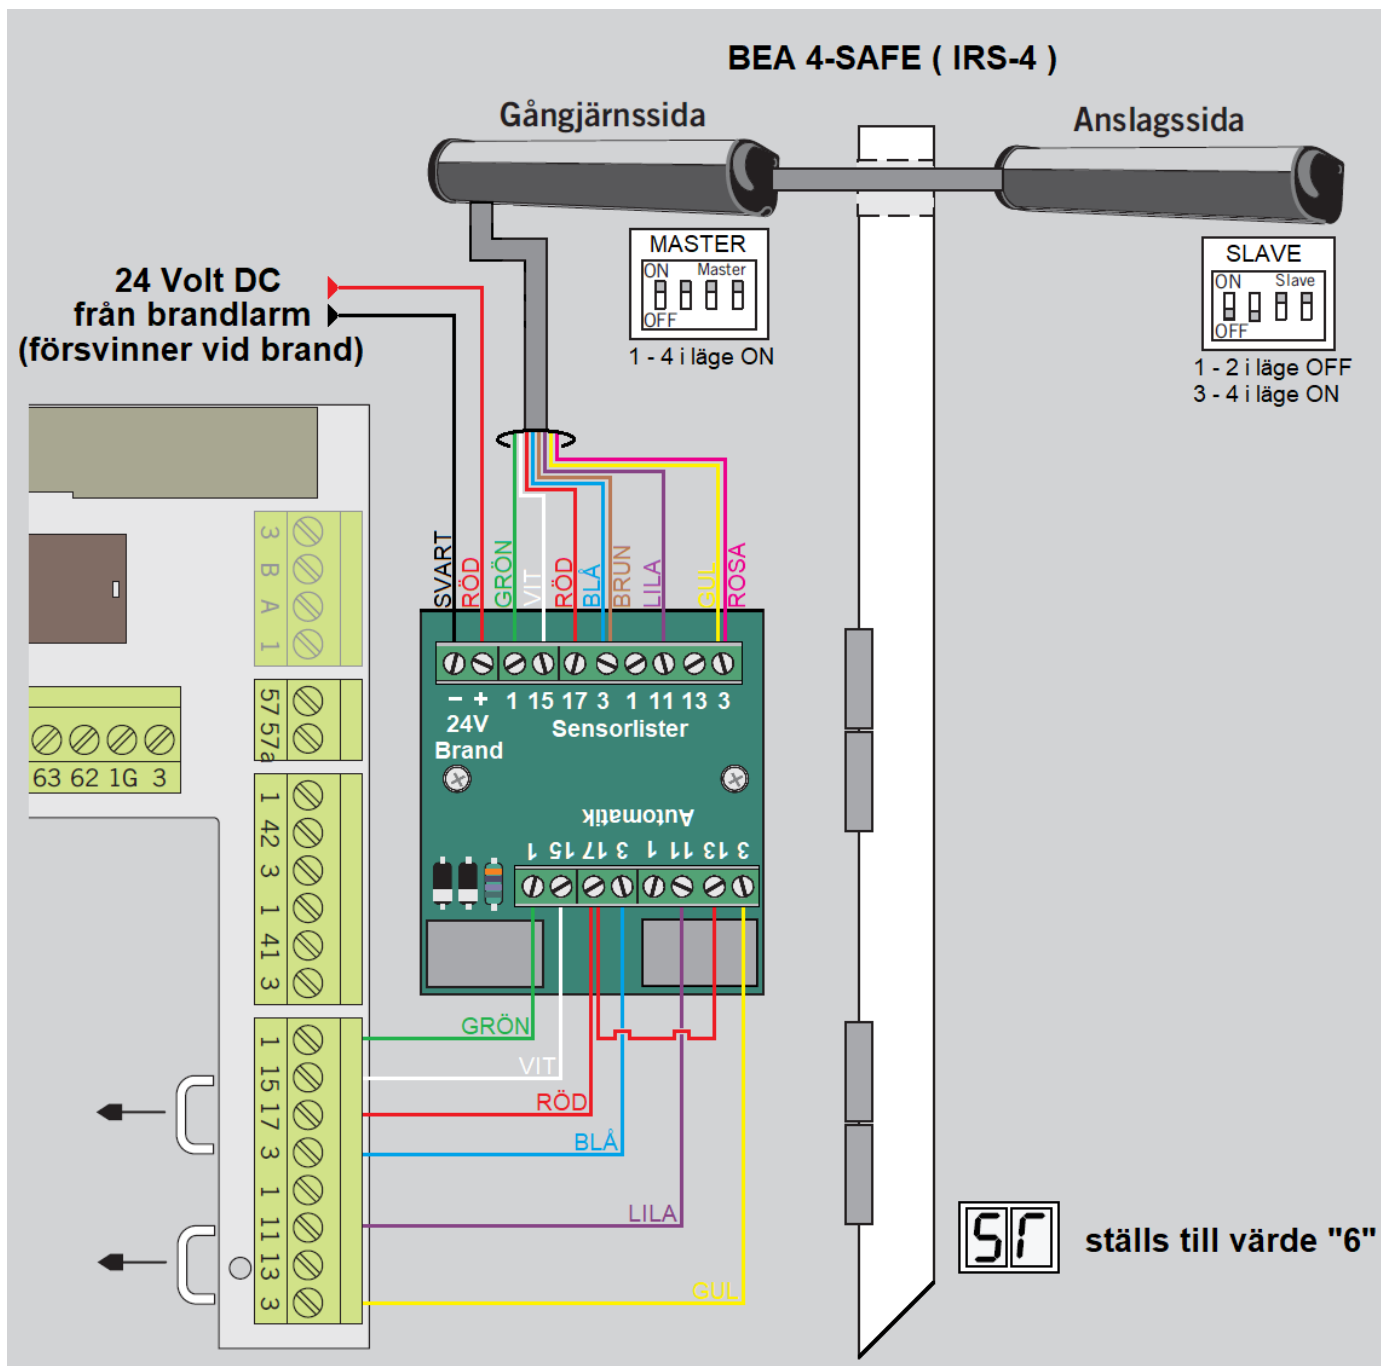 BEA 4-SAFE ( IRS-4 )
Gångjärnssida
Anslagssida
MASTER
ON Master
OFF
1 - 4 i läge ON
SLAVE
ON Slave
OFF
1 - 2 i läge OFF
3 - 4 i läge ON
24 Volt DC
från brandlarm
(försvinner vid brand)
SVART
RÖD
GRÖN
VIT
RÖD
BLÅ
BRUN
LILA
GUL
ROSA
3
B
A
1
57
57a
63 62 1G 3
1
42
3
1
41
3
1
15
17
3
1
11
13
3
− + 1 15 17 3 1 11 13 3
24V
Brand
Sensorlister
Automatik
1 15 17 3 1 11 13 3
GRÖN
VIT
RÖD
BLÅ
LILA
GUL
ST ställs till värde "6"